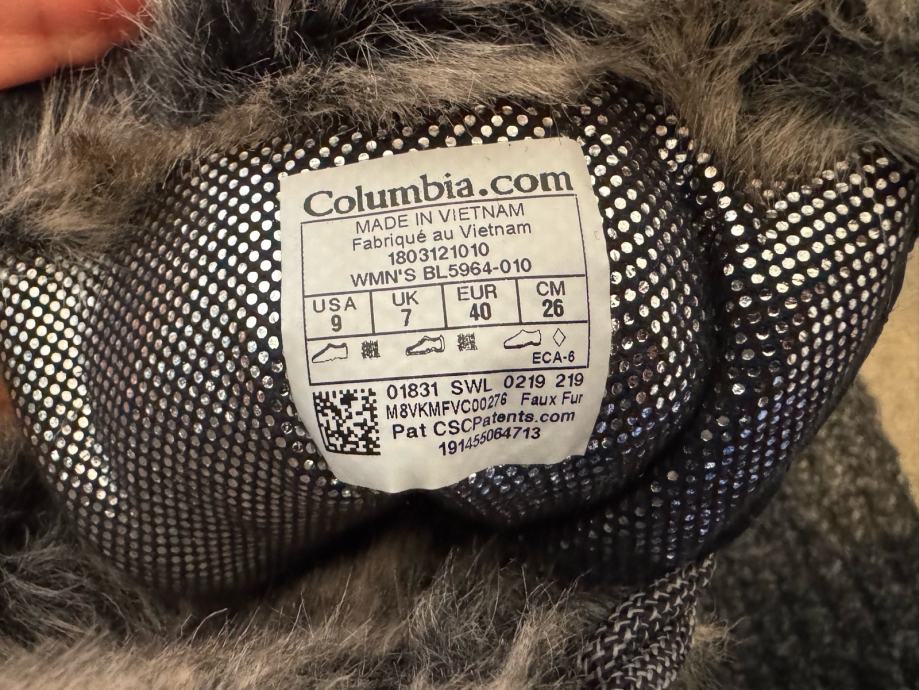 Columbia.com
MADE IN VIETNAM
Fabriqué au Vietnam
1803121010
WMN'S BL5964-010
USA UK EUR CM
9 7 40 26
ECA-6
01831 SWL 0219 219
M8VKMFVC00276 Faux Fur
Pat CSCPatents.com
191455064713